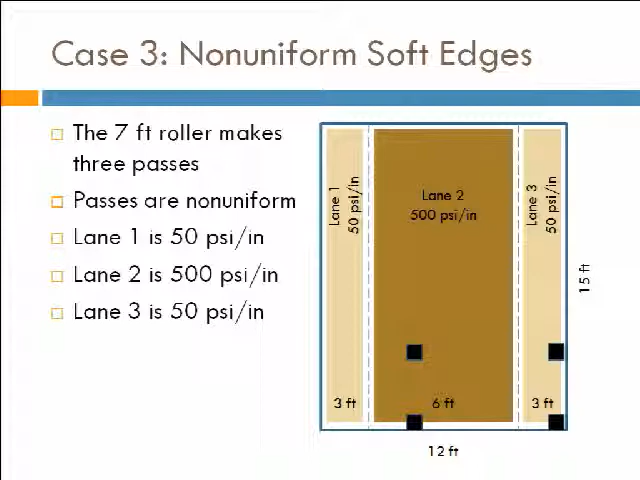 Case 3: Nonuniform Soft Edges
The 7 ft roller makes
three passes
Passes are nonuniform
Lane 1 is 50 psi/in
Lane 2 is 500 psi/in
Lane 3 is 50 psi/in
Lane 1
50 psi/in
Lane 2
500 psi/in
Lane 3
50 psi/in
15 ft
3 ft
6 ft
3 ft
12 ft